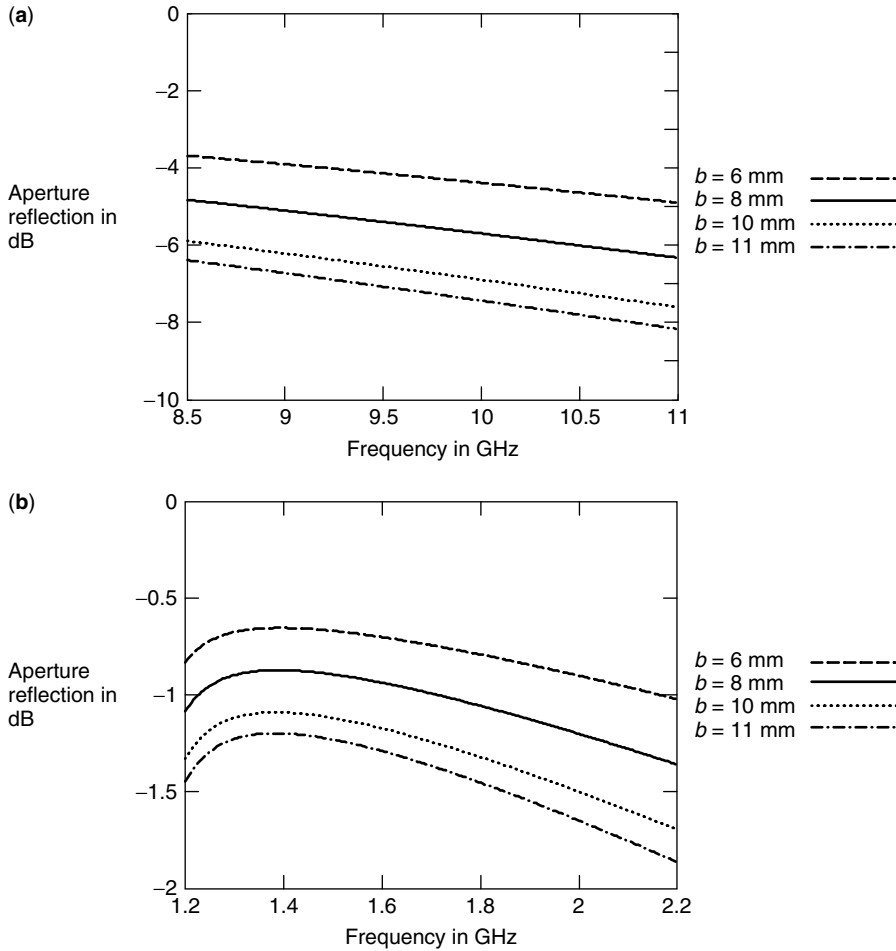 (a)
0
−2
−4
−6
−8
−10
Aperture
reflection in
dB
8.5 9 9.5 10 10.5 11
Frequency in GHz
b = 6 mm
b = 8 mm
b = 10 mm
b = 11 mm
(b)
0
−0.5
−1
−1.5
−2
Aperture
reflection in
dB
1.2 1.4 1.6 1.8 2 2.2
Frequency in GHz
b = 6 mm
b = 8 mm
b = 10 mm
b = 11 mm